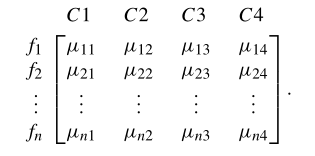 C1 C2 C3 C4
f₁ μ₁₁ μ₁₂ μ₁₃ μ₁₄
f₂ μ₂₁ μ₂₂ μ₂₃ μ₂₄
⋮ ⋮ ⋮ ⋮ ⋮
fₙ μₙ₁ μₙ₂ μₙ₃ μₙ₄ .